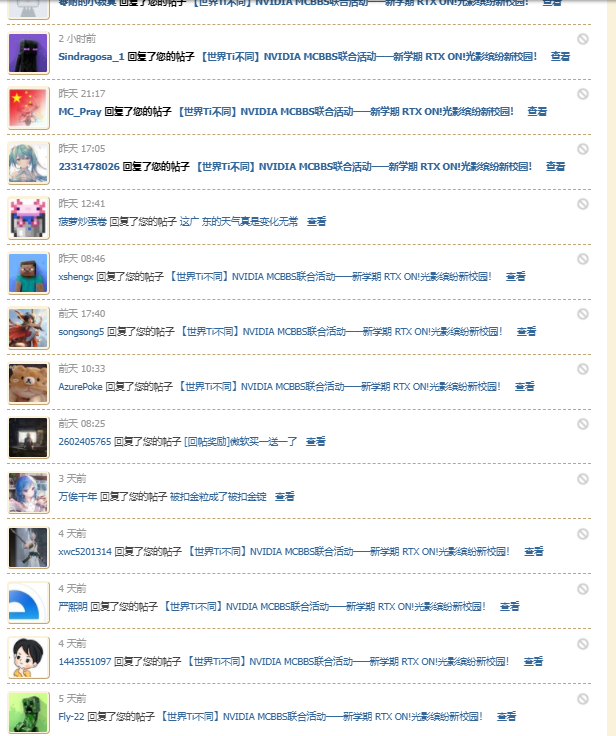 零陌的小寂寞 回复了您的帖子 【世界Ti不同】NVIDIA MCBBS联合活动——新学期 RTX ON!光影缤纷新校园! 查看
2 小时前
Sindragosa_1 回复了您的帖子 【世界Ti不同】NVIDIA MCBBS联合活动——新学期 RTX ON!光影缤纷新校园! 查看
昨天 21:17
MC_Pray 回复了您的帖子 【世界Ti不同】NVIDIA MCBBS联合活动——新学期 RTX ON!光影缤纷新校园! 查看
昨天 17:05
2331478026 回复了您的帖子 【世界Ti不同】NVIDIA MCBBS联合活动——新学期 RTX ON!光影缤纷新校园! 查看
昨天 12:41
菠萝炒蛋卷 回复了您的帖子 这广 东的天气真是变化无常 查看
昨天 08:46
xshengx 回复了您的帖子 【世界Ti不同】NVIDIA MCBBS联合活动——新学期 RTX ON!光影缤纷新校园! 查看
前天 17:40
songsong5 回复了您的帖子 【世界Ti不同】NVIDIA MCBBS联合活动——新学期 RTX ON!光影缤纷新校园! 查看
前天 10:33
AzurePoke 回复了您的帖子 【世界Ti不同】NVIDIA MCBBS联合活动——新学期 RTX ON!光影缤纷新校园! 查看
前天 08:25
2602405765 回复了您的帖子 [回帖奖励]微软买一送一了 查看
3 天前
万俟千年 回复了您的帖子 被扣金粒成了被扣金锭 查看
4 天前
xwc5201314 回复了您的帖子 【世界Ti不同】NVIDIA MCBBS联合活动——新学期 RTX ON!光影缤纷新校园! 查看
4 天前
严熙明 回复了您的帖子 【世界Ti不同】NVIDIA MCBBS联合活动——新学期 RTX ON!光影缤纷新校园! 查看
4 天前
1443551097 回复了您的帖子 【世界Ti不同】NVIDIA MCBBS联合活动——新学期 RTX ON!光影缤纷新校园! 查看
5 天前
Fly-22 回复了您的帖子 【世界Ti不同】NVIDIA MCBBS联合活动——新学期 RTX ON!光影缤纷新校园! 查看